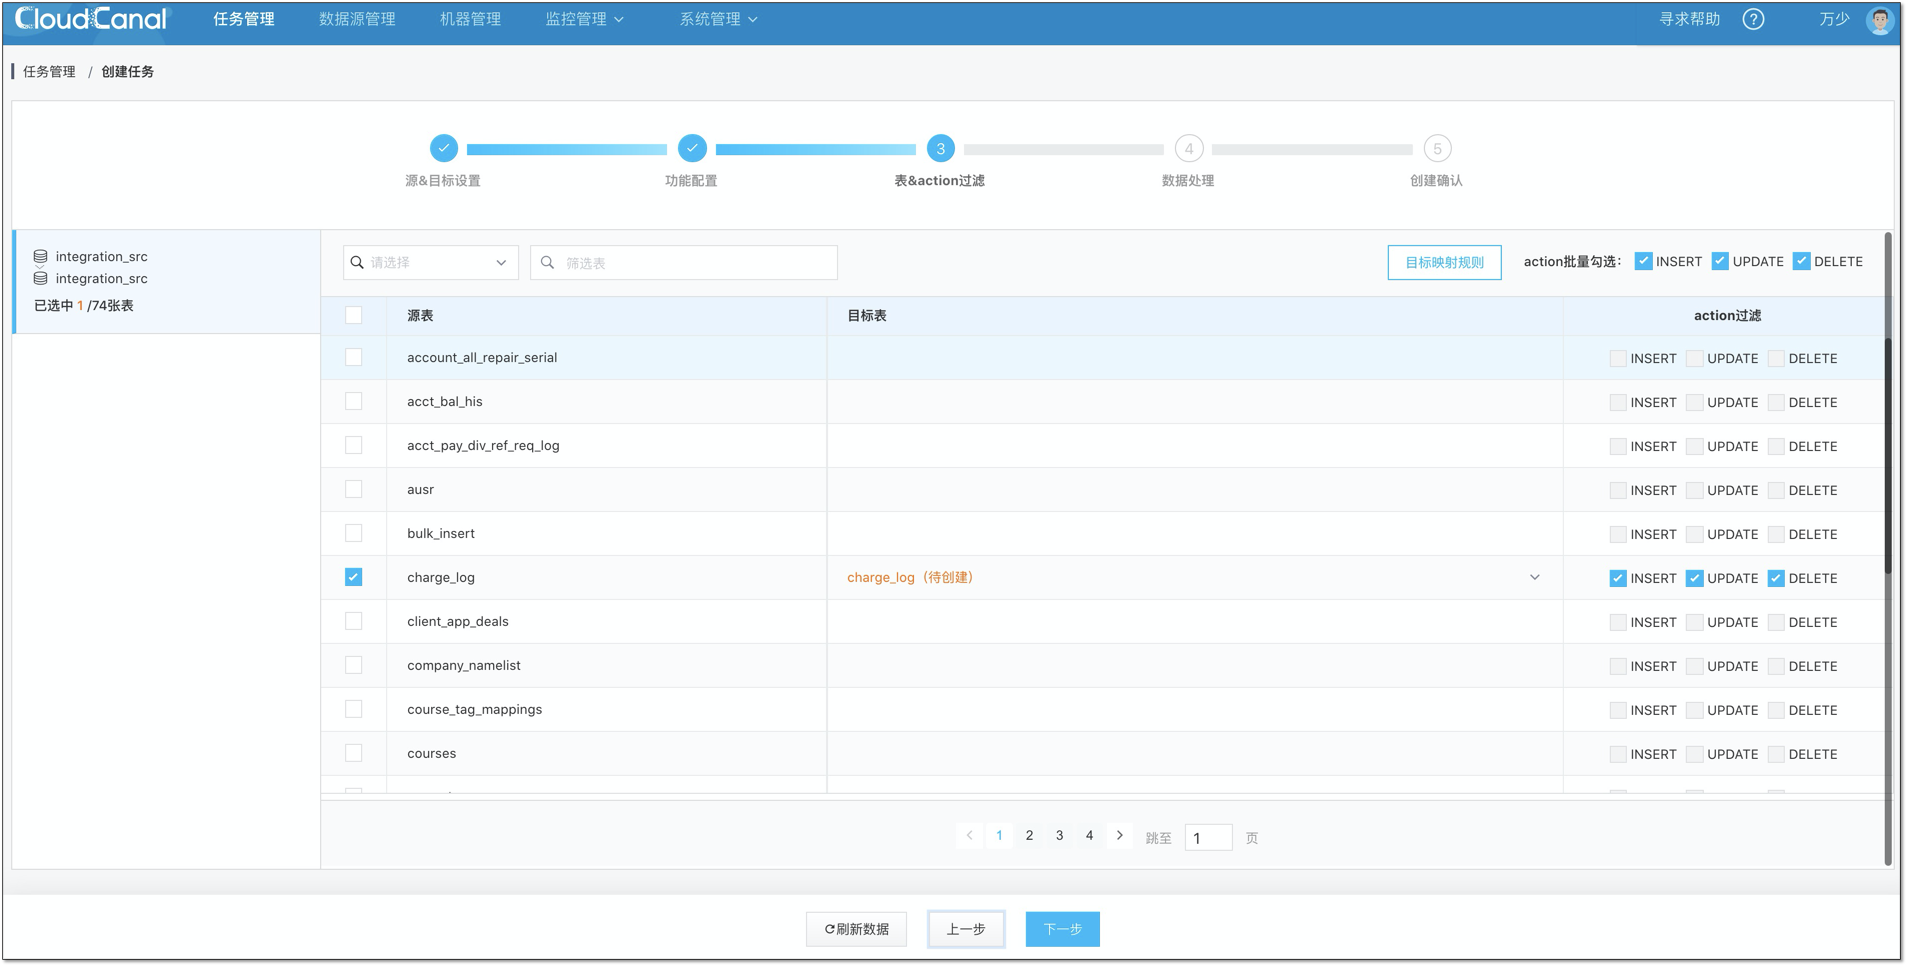 CloudCanal 任务管理 数据源管理 机器管理 监控管理 系统管理 寻求帮助 ? 万少
任务管理 / 创建任务
3 4 5
源&目标设置 功能配置 表&action过滤 数据处理 创建确认
integration_src
integration_src
已选中 1 /74张表
请选择 筛选表 目标映射规则 action批量勾选： INSERT UPDATE DELETE
源表 目标表 action过滤
account_all_repair_serial INSERT UPDATE DELETE
acct_bal_his INSERT UPDATE DELETE
acct_pay_div_ref_req_log INSERT UPDATE DELETE
ausr INSERT UPDATE DELETE
bulk_insert INSERT UPDATE DELETE
charge_log charge_log（待创建） INSERT UPDATE DELETE
client_app_deals INSERT UPDATE DELETE
company_namelist INSERT UPDATE DELETE
course_tag_mappings INSERT UPDATE DELETE
courses INSERT UPDATE DELETE
< 1 2 3 4 > 跳至 1 页
刷新数据 上一步 下一步